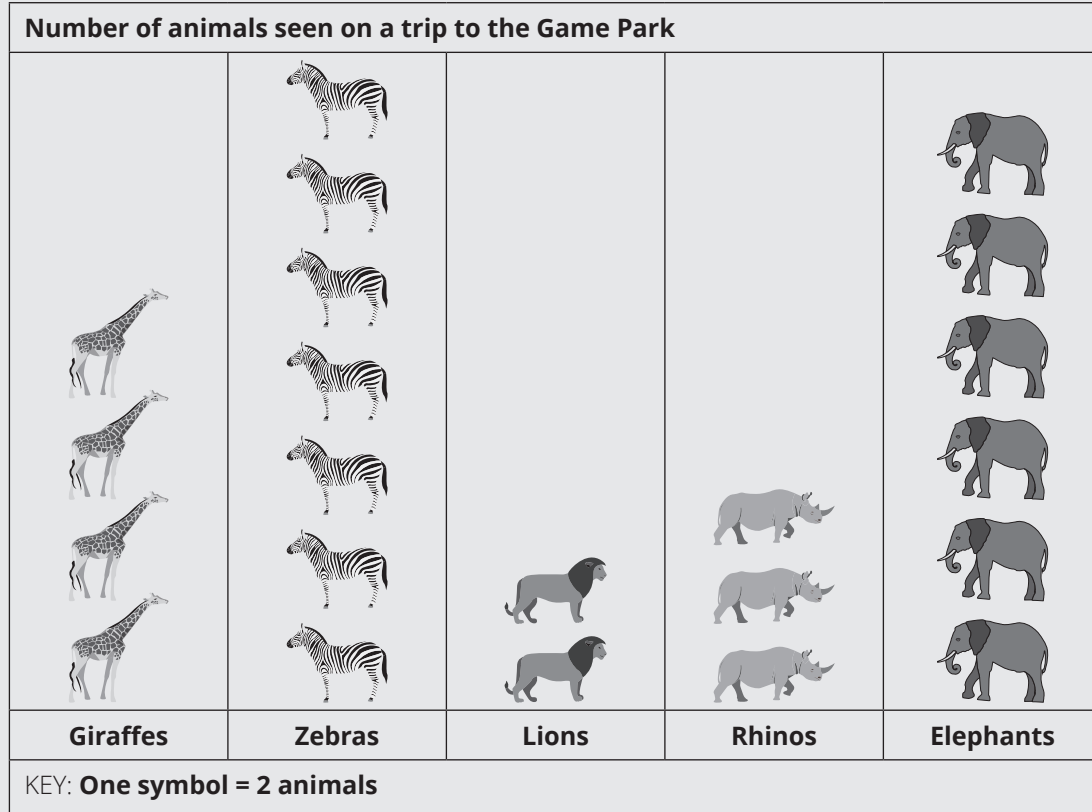 Number of animals seen on a trip to the Game Park
Giraffes Zebras Lions Rhinos Elephants
KEY: One symbol = 2 animals